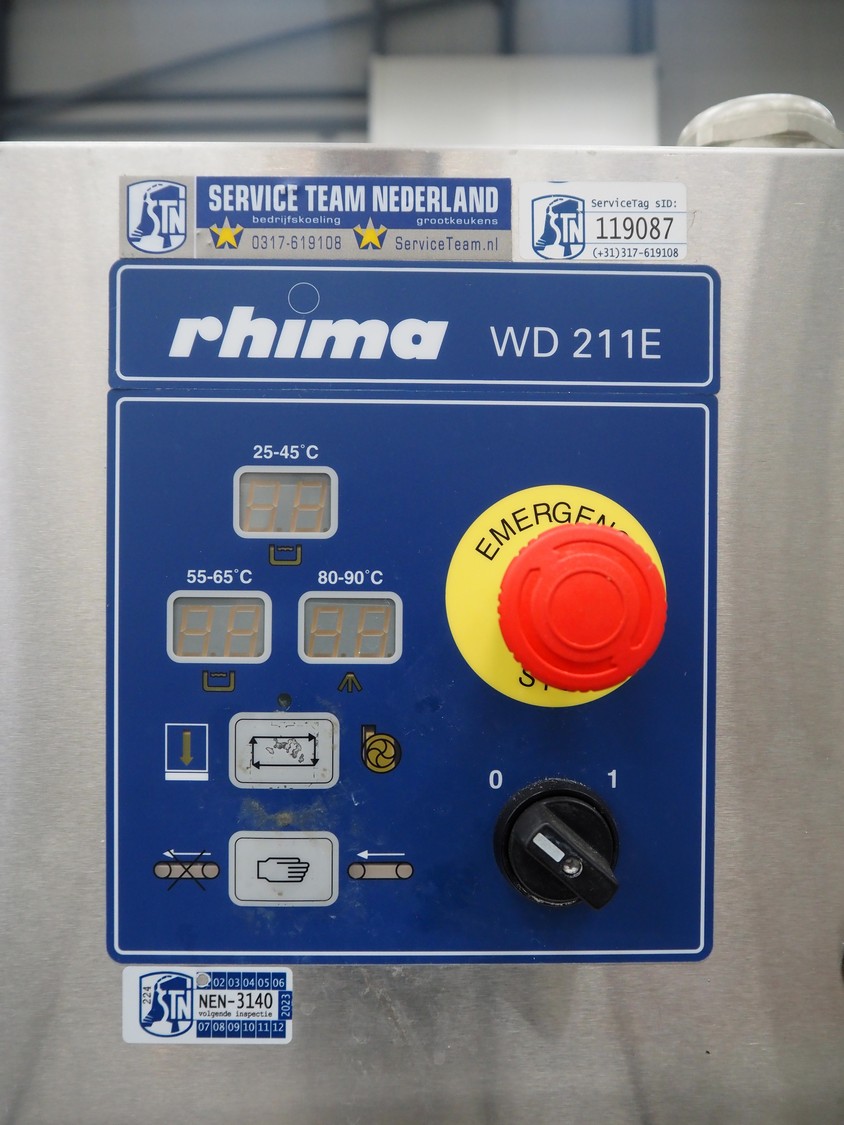 STN
SERVICE TEAM NEDERLAND
bedrijfskoeling grootkeukens
0317-619108 ServiceTeam.nl
STN
ServiceTag sID:
119087
(+31)317-619108
rhima WD 211E
25-45°C
55-65°C 80-90°C
EMERGENC
0 1
224
STN
02 03 04 05 06
NEN-3140
volgende inspectie
07 08 09 10 11 12
2023